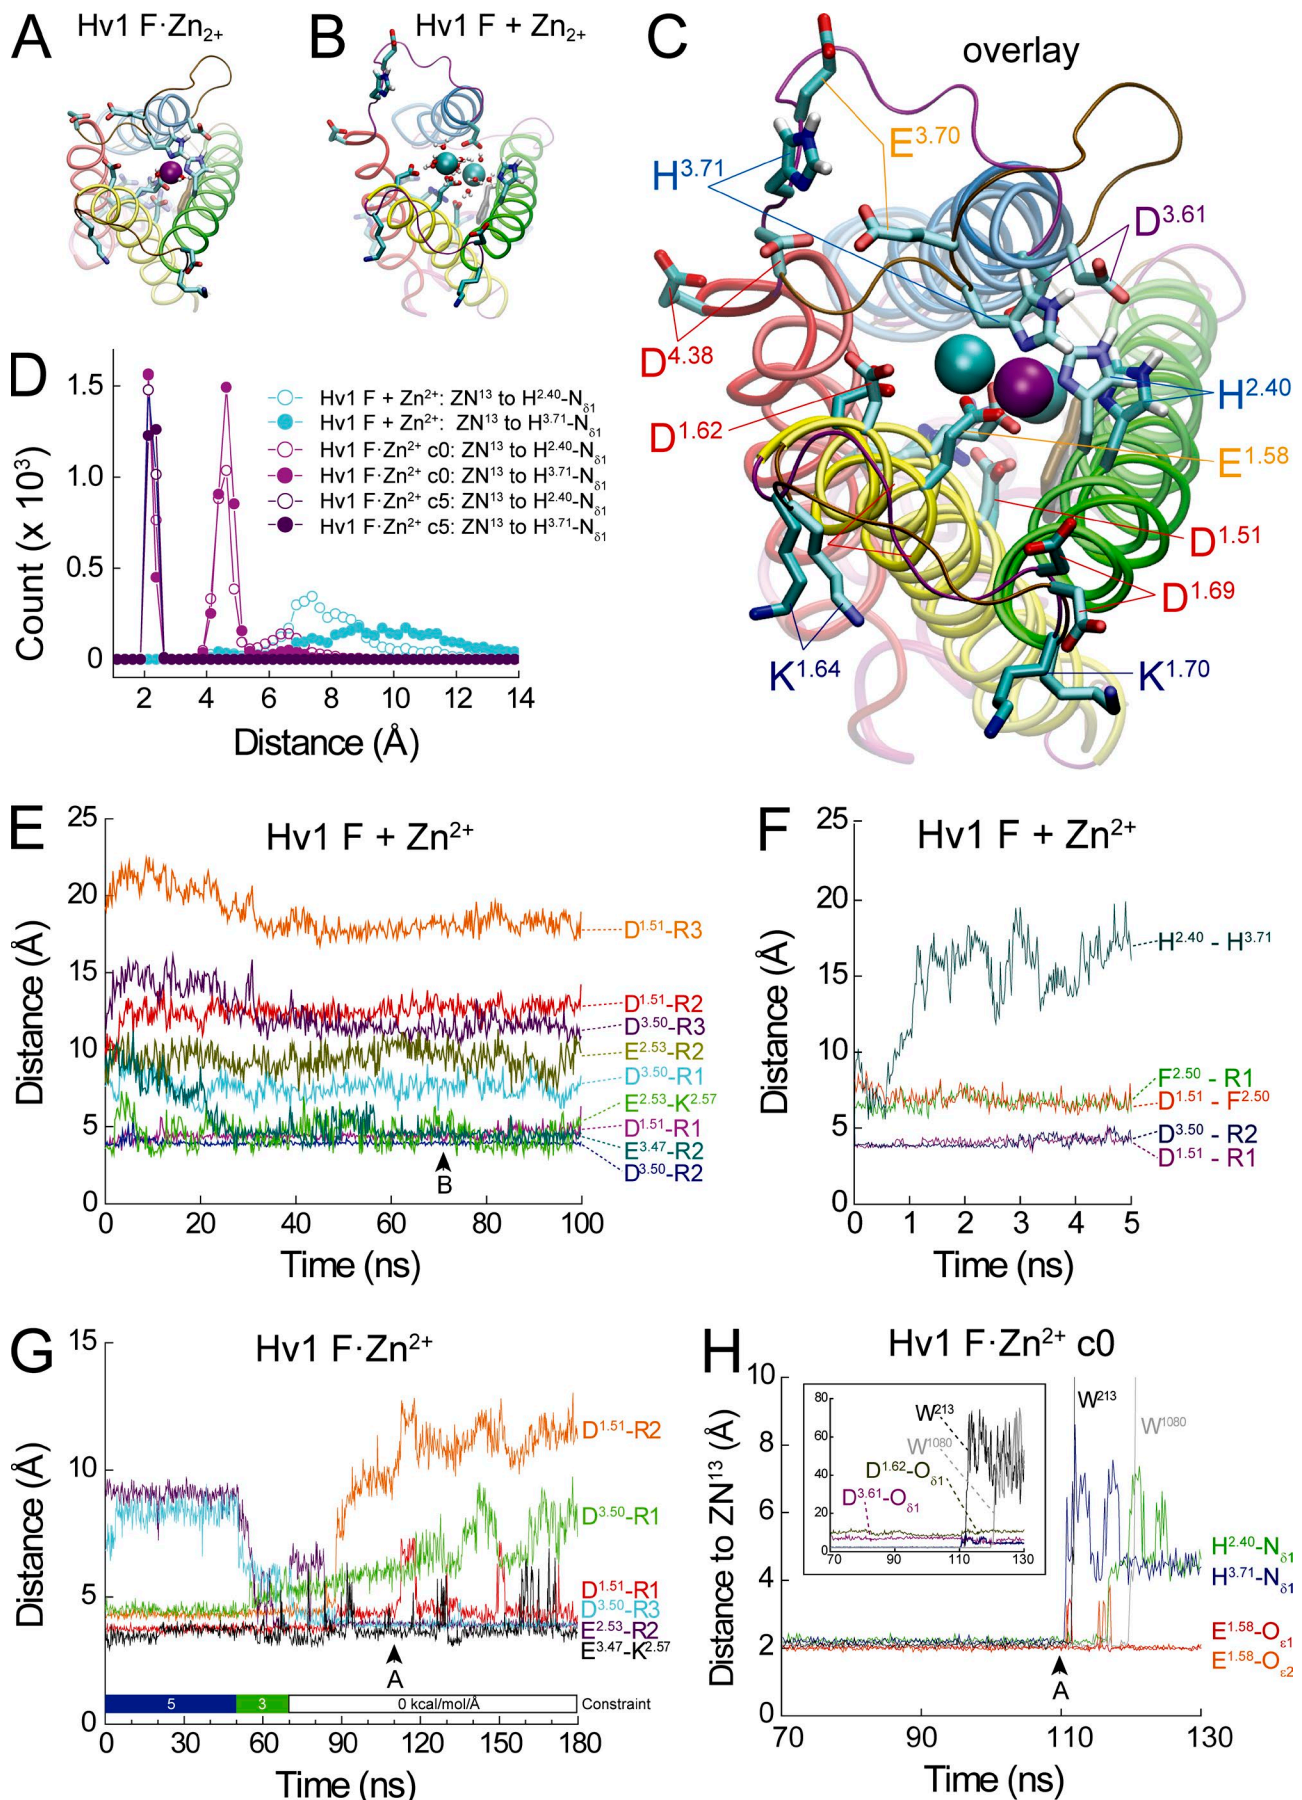 A
Hv1 F·Zn2+
B
Hv1 F + Zn2+
C
overlay
E3.70
H3.71
D3.61
D4.38
H2.40
D1.62
E1.58
D1.51
D1.69
K1.64
K1.70
D
Hv1 F + Zn2+: ZN13 to H2.40-Nδ1
Hv1 F + Zn2+: ZN13 to H3.71-Nδ1
Hv1 F·Zn2+ c0: ZN13 to H2.40-Nδ1
Hv1 F·Zn2+ c0: ZN13 to H3.71-Nδ1
Hv1 F·Zn2+ c5: ZN13 to H2.40-Nδ1
Hv1 F·Zn2+ c5: ZN13 to H3.71-Nδ1
Count (x 10³)
1.5
1.0
0.5
0
2 4 6 8 10 12 14
Distance (Å)
E
Hv1 F + Zn2+
Distance (Å)
25
20
15
10
5
0
D1.51-R3
D1.51-R2
D3.50-R3
E2.53-R2
D3.50-R1
E2.53-K2.57
D1.51-R1
E3.47-R2
D3.50-R2
B
0 20 40 60 80 100
Time (ns)
F
Hv1 F + Zn2+
Distance (Å)
25
20
15
10
5
0
H2.40 - H3.71
F2.50 - R1
D1.51 - F2.50
D3.50 - R2
D1.51 - R1
0 1 2 3 4 5
Time (ns)
G
Hv1 F·Zn2+
Distance (Å)
15
10
5
0
D1.51-R2
D3.50-R1
D1.51-R1
D3.50-R3
E2.53-R2
E3.47-K2.57
A
5 3 0 kcal/mol/Å Constraint
0 30 60 90 120 150 180
Time (ns)
H
Hv1 F·Zn2+ c0
Distance to ZN13 (Å)
10
8
6
4
2
0
80
60
40
20
W213
W1080
D1.62-Oδ1
D3.61-Oδ1
70 90 110 130
W213
W1080
H2.40-Nδ1
H3.71-Nδ1
E1.58-Oε1
E1.58-Oε2
A
70 90 110 130
Time (ns)